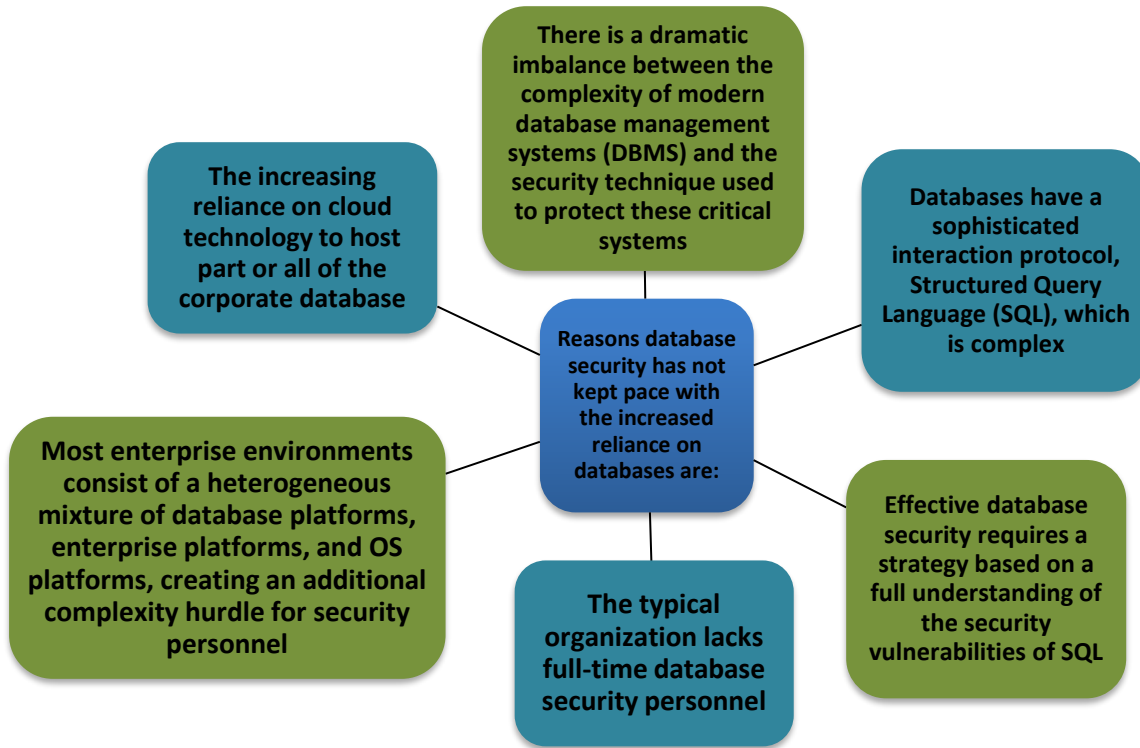 There is a dramatic
imbalance between the
complexity of modern
database management
systems (DBMS) and the
security technique used
to protect these critical
systems
The increasing
reliance on cloud
technology to host
part or all of the
corporate database
Databases have a
sophisticated
interaction protocol,
Structured Query
Language (SQL), which
is complex
Reasons database
security has not
kept pace with
the increased
reliance on
databases are:
Most enterprise environments
consist of a heterogeneous
mixture of database platforms,
enterprise platforms, and OS
platforms, creating an additional
complexity hurdle for security
personnel
Effective database
security requires a
strategy based on a
full understanding of
the security
vulnerabilities of SQL
The typical
organization lacks
full-time database
security personnel